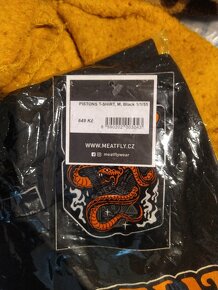 PISTONS T-SHIRT, M, Black 1/1/55
649 Kč
WWW.MEATFLY.CZ
meatflywear